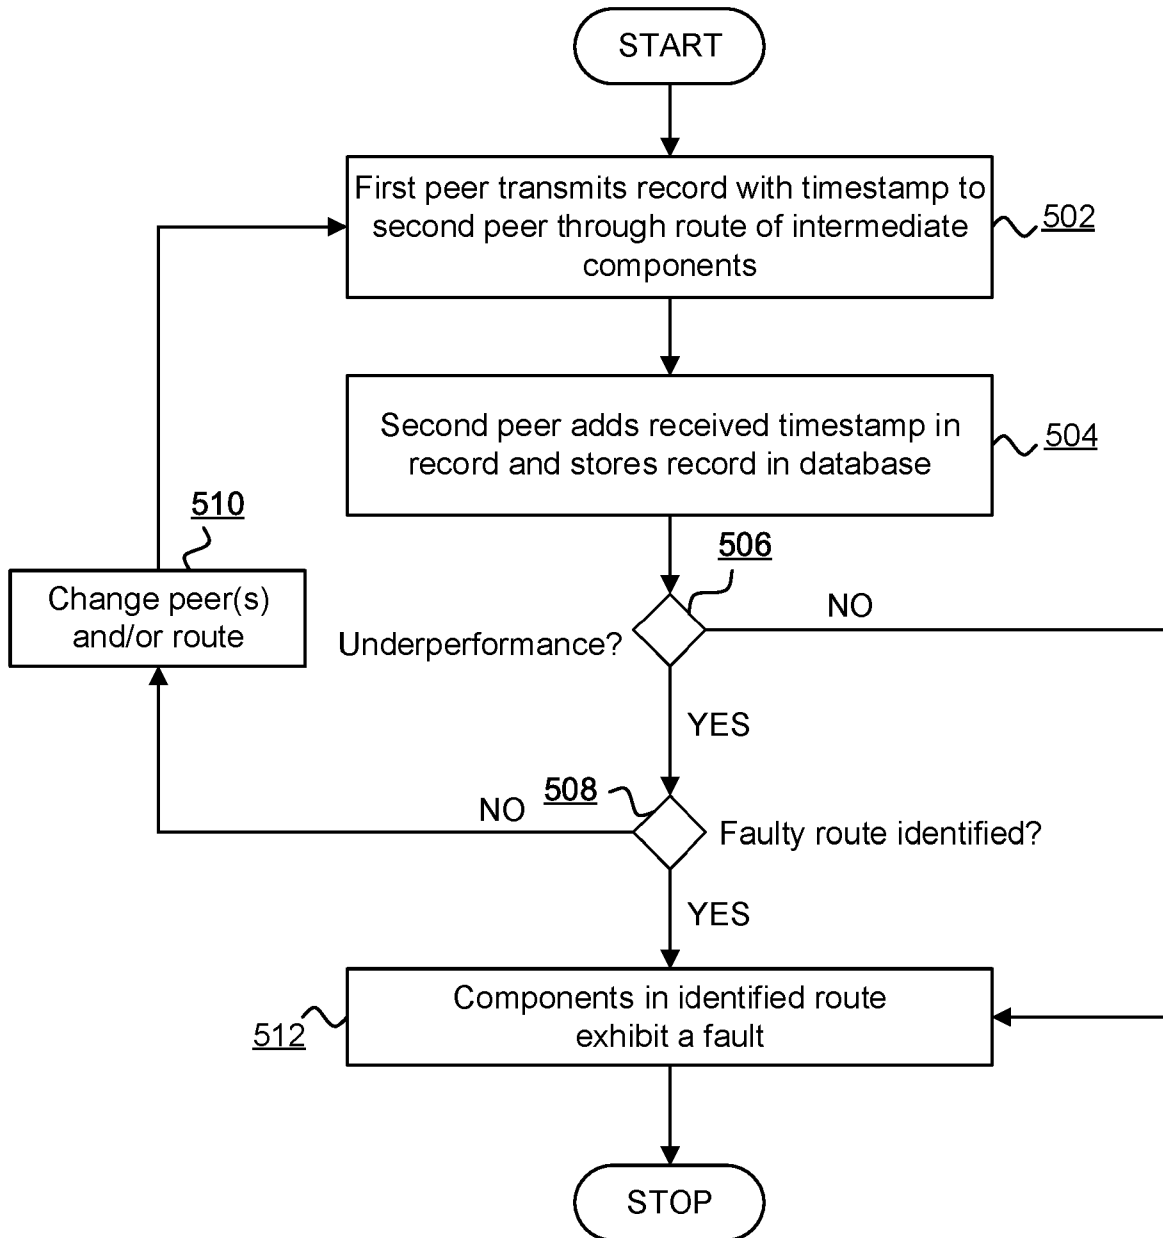 START
First peer transmits record with timestamp to
second peer through route of intermediate
components
502
Second peer adds received timestamp in
record and stores record in database
504
510
Change peer(s)
and/or route
506
NO
Underperformance?
YES
508
NO
Faulty route identified?
YES
Components in identified route
exhibit a fault
512
STOP